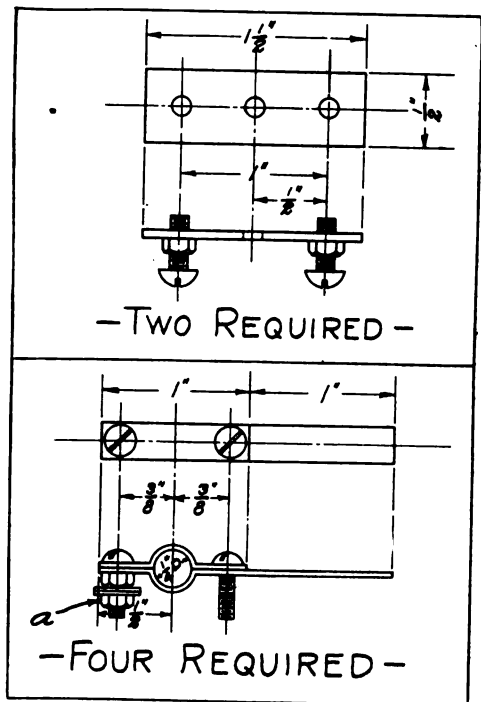 1 1/2"
1/2"
1"
1/2"
-TWO REQUIRED-
1" 1"
3/8" 3/8"
1/2" D
a
1/2"
-FOUR REQUIRED-